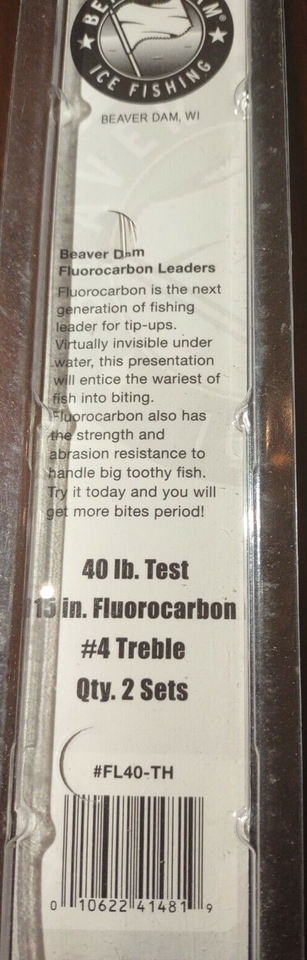 BE AM®
ICE FISHING
BEAVER DAM, WI
Beaver Dam
Fluorocarbon Leaders
Fluorocarbon is the next
generation of fishing
leader for tip-ups.
Virtually invisible under
water, this presentation
will entice the wariest of
fish into biting.
Fluorocarbon also has
the strength and
abrasion resistance to
handle big toothy fish.
Try it today and you will
get more bites period!
40 lb. Test
15 in. Fluorocarbon
#4 Treble
Qty. 2 Sets
#FL40-TH
0 10622 41481 9